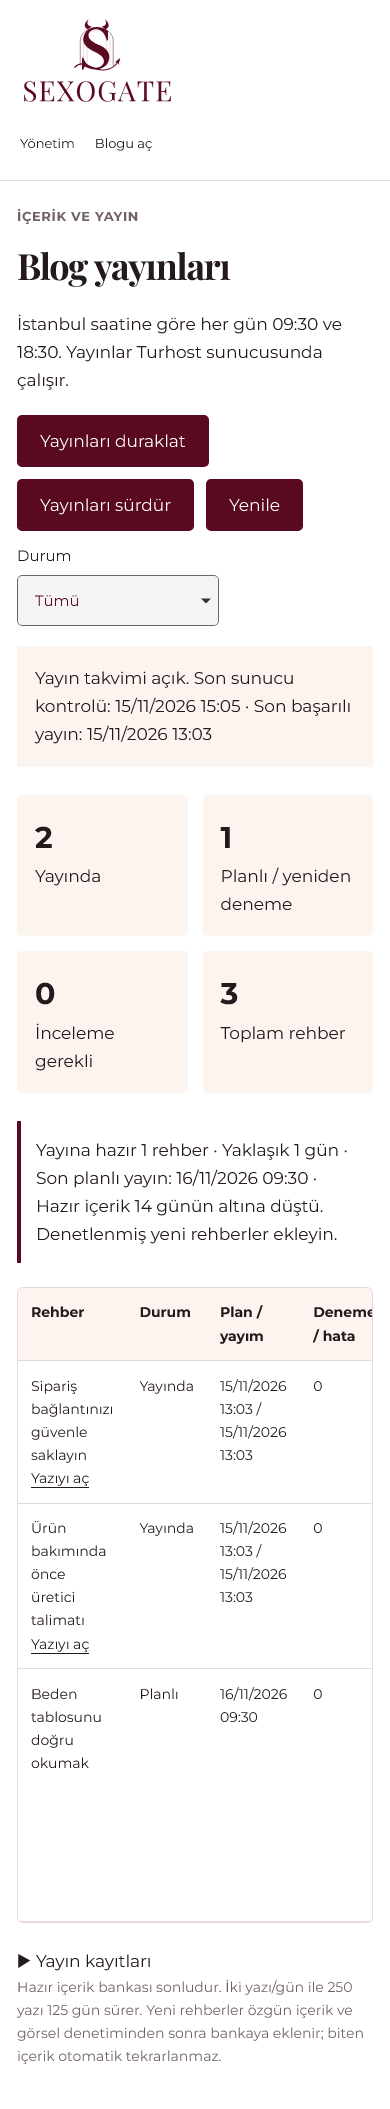 SEXOGATE
Yönetim Blogu aç
İÇERİK VE YAYIN
Blog yayınları
İstanbul saatine göre her gün 09:30 ve
18:30. Yayınlar Turhost sunucusunda
çalışır.
Yayınları duraklat
Yayınları sürdür Yenile
Durum
Tümü
Yayın takvimi açık. Son sunucu
kontrolü: 15/11/2026 15:05 · Son başarılı
yayın: 15/11/2026 13:03
2
Yayında
1
Planlı / yeniden
deneme
0
İnceleme
gerekli
3
Toplam rehber
Yayına hazır 1 rehber · Yaklaşık 1 gün ·
Son planlı yayın: 16/11/2026 09:30 ·
Hazır içerik 14 günün altına düştü.
Denetlenmiş yeni rehberler ekleyin.
Rehber Durum Plan / Deneme
yayım / hata
Sipariş Yayında 15/11/2026 0
bağlantınızı 13:03 /
güvenle 15/11/2026
saklayın 13:03
Yazıyı aç
Ürün Yayında 15/11/2026 0
bakımında 13:03 /
önce 15/11/2026
üretici 13:03
talimatı
Yazıyı aç
Beden Planlı 16/11/2026 0
tablosunu 09:30
doğru
okumak
▶ Yayın kayıtları
Hazır içerik bankası sonludur. İki yazı/gün ile 250
yazı 125 gün sürer. Yeni rehberler özgün içerik ve
görsel denetiminden sonra bankaya eklenir; biten
içerik otomatik tekrarlanmaz.